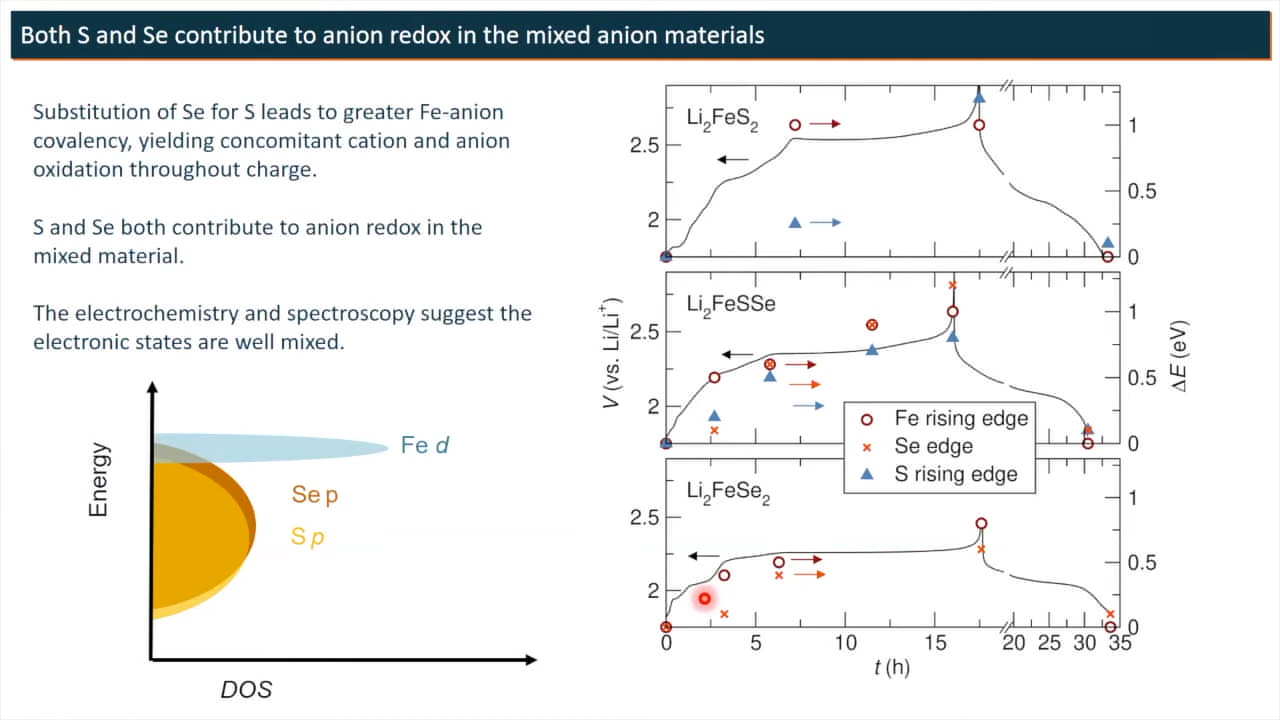 Both S and Se contribute to anion redox in the mixed anion materials
Substitution of Se for S leads to greater Fe-anion
covalency, yielding concomitant cation and anion
oxidation throughout charge.
S and Se both contribute to anion redox in the
mixed material.
The electrochemistry and spectroscopy suggest the
electronic states are well mixed.
Energy
Fe d
Se p
S p
DOS
V (vs. Li/Li⁺)
Li₂FeS₂
2.5
2
1
0.5
0
Li₂FeSSe
2.5
2
1
0.5
0
Fe rising edge
Se edge
S rising edge
Li₂FeSe₂
2.5
2
1
0.5
0
ΔE (eV)
0 5 10 15 20 25 30 35
t (h)